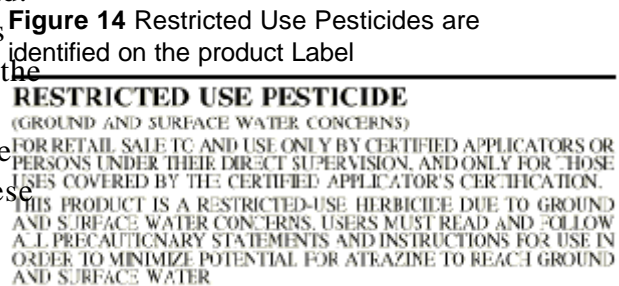 Figure 14 Restricted Use Pesticides are
s identified on the product Label
the
RESTRICTED USE PESTICIDE
(GROUND AND SURFACE WATER CONCERNS)
FOR RETAIL SALE TO AND USE ONLY BY CERTIFIED APPLICATORS OR
PERSONS UNDER THEIR DIRECT SUPERVISION, AND ONLY FOR THOSE
USES COVERED BY THE CERTIFIED APPLICATOR'S CERTIFICATION.
THIS PRODUCT IS A RESTRICTED-USE HERBICIDE DUE TO GROUND
AND SURFACE WATER CONCERNS. USERS MUST READ AND FOLLOW
ALL PRECAUTIONARY STATEMENTS AND INSTRUCTIONS FOR USE IN
ORDER TO MINIMIZE POTENTIAL FOR ATRAZINE TO REACH GROUND
AND SURFACE WATER